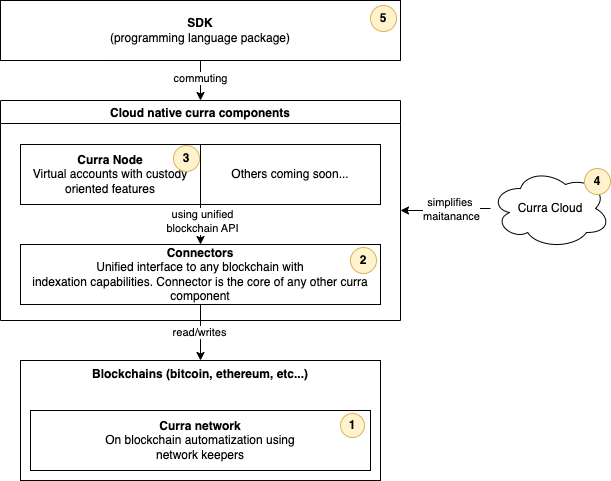 SDK
5
(programming language package)
commuting
Cloud native curra components
Curra Node
3
Virtual accounts with custody
oriented features
Others coming soon...
4
Curra Cloud
simplifies
maitanance
using unified
blockchain API
Connectors
2
Unified interface to any blockchain with
indexation capabilities. Connector is the core of any other curra
component
read/writes
Blockchains (bitcoin, ethereum, etc...)
Curra network
1
On blockchain automatization using
network keepers